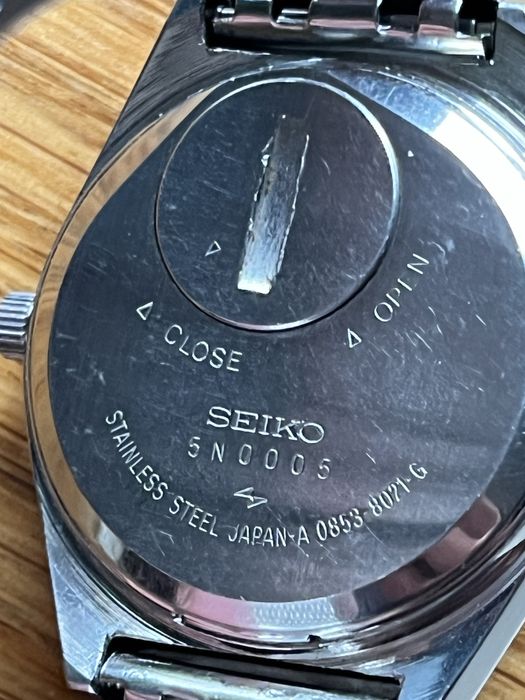 CLOSE
OPEN
SEIKO
5N0005
STAINLESS STEEL JAPAN-A 0853-8021-G